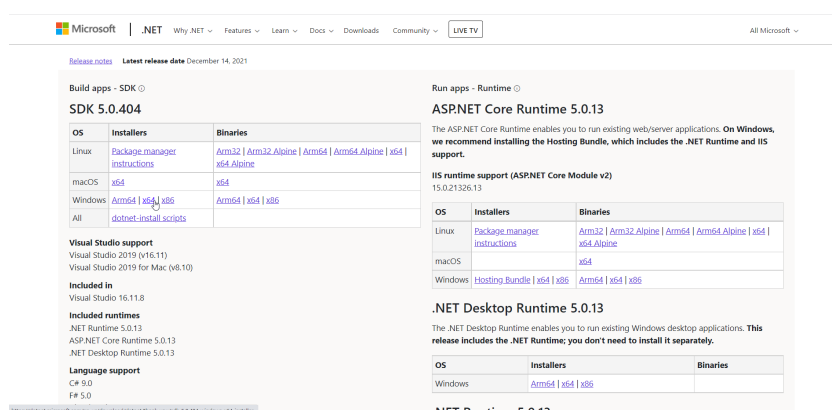 Microsoft .NET Why .NET Features Learn Docs Downloads Community LIVE TV All Microsoft
Release notes Latest release date December 14, 2021
Build apps - SDK
SDK 5.0.404
OS Installers Binaries
Linux Package manager instructions Arm32 | Arm32 Alpine | Arm64 | Arm64 Alpine | x64 | x64 Alpine
macOS x64 x64
Windows Arm64 | x64 | x86 Arm64 | x64 | x86
All dotnet-install scripts
Visual Studio support
Visual Studio 2019 (v16.11)
Visual Studio 2019 for Mac (v8.10)
Included in
Visual Studio 16.11.8
Included runtimes
.NET Runtime 5.0.13
ASP.NET Core Runtime 5.0.13
.NET Desktop Runtime 5.0.13
Language support
C# 9.0
F# 5.0
Run apps - Runtime
ASP.NET Core Runtime 5.0.13
The ASP.NET Core Runtime enables you to run existing web/server applications. On Windows,
we recommend installing the Hosting Bundle, which includes the .NET Runtime and IIS
support.
IIS runtime support (ASP.NET Core Module v2)
15.0.21326.13
OS Installers Binaries
Linux Package manager instructions Arm32 | Arm32 Alpine | Arm64 | Arm64 Alpine | x64 | x64 Alpine
macOS x64
Windows Hosting Bundle | x64 | x86 Arm64 | x64 | x86
.NET Desktop Runtime 5.0.13
The .NET Desktop Runtime enables you to run existing Windows desktop applications. This
release includes the .NET Runtime; you don't need to install it separately.
OS Installers Binaries
Windows Arm64 | x64 | x86
.NET Runtime 5.0.13